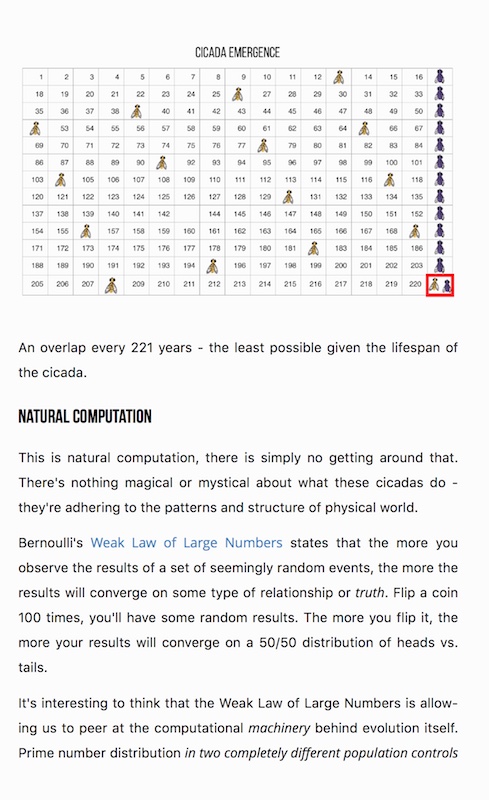 CICADA EMERGENCE
1 2 3 4 5 6 7 8 9 10 11 12 14 15 16
18 19 20 21 22 23 24 25 27 28 29 30 31 32 33
35 36 37 38 40 41 42 43 44 45 46 47 48 49 50
53 54 55 56 57 58 59 60 61 62 63 64 66 67
69 70 71 72 73 74 75 76 77 79 80 81 82 83 84
86 87 88 89 90 92 93 94 95 96 97 98 99 100 101
103 105 106 107 108 109 110 111 112 113 114 115 116 118
120 121 122 123 124 125 126 127 128 129 131 132 133 134 135
137 138 139 140 141 142 144 145 146 147 148 149 150 151 152
154 155 157 158 159 160 161 162 163 164 165 166 167 168
171 172 173 174 175 176 177 178 179 180 181 183 184 185 186
188 189 190 191 192 193 194 196 197 198 199 200 201 202 203
205 206 207 209 210 211 212 213 214 215 216 217 218 219 220
An overlap every 221 years - the least possible given the lifespan of
the cicada.
NATURAL COMPUTATION
This is natural computation, there is simply no getting around that.
There's nothing magical or mystical about what these cicadas do -
they're adhering to the patterns and structure of physical world.
Bernoulli's Weak Law of Large Numbers states that the more you
observe the results of a set of seemingly random events, the more the
results will converge on some type of relationship or truth. Flip a coin
100 times, you'll have some random results. The more you flip it, the
more your results will converge on a 50/50 distribution of heads vs.
tails.
It's interesting to think that the Weak Law of Large Numbers is allow-
ing us to peer at the computational machinery behind evolution itself.
Prime number distribution in two completely different population controls